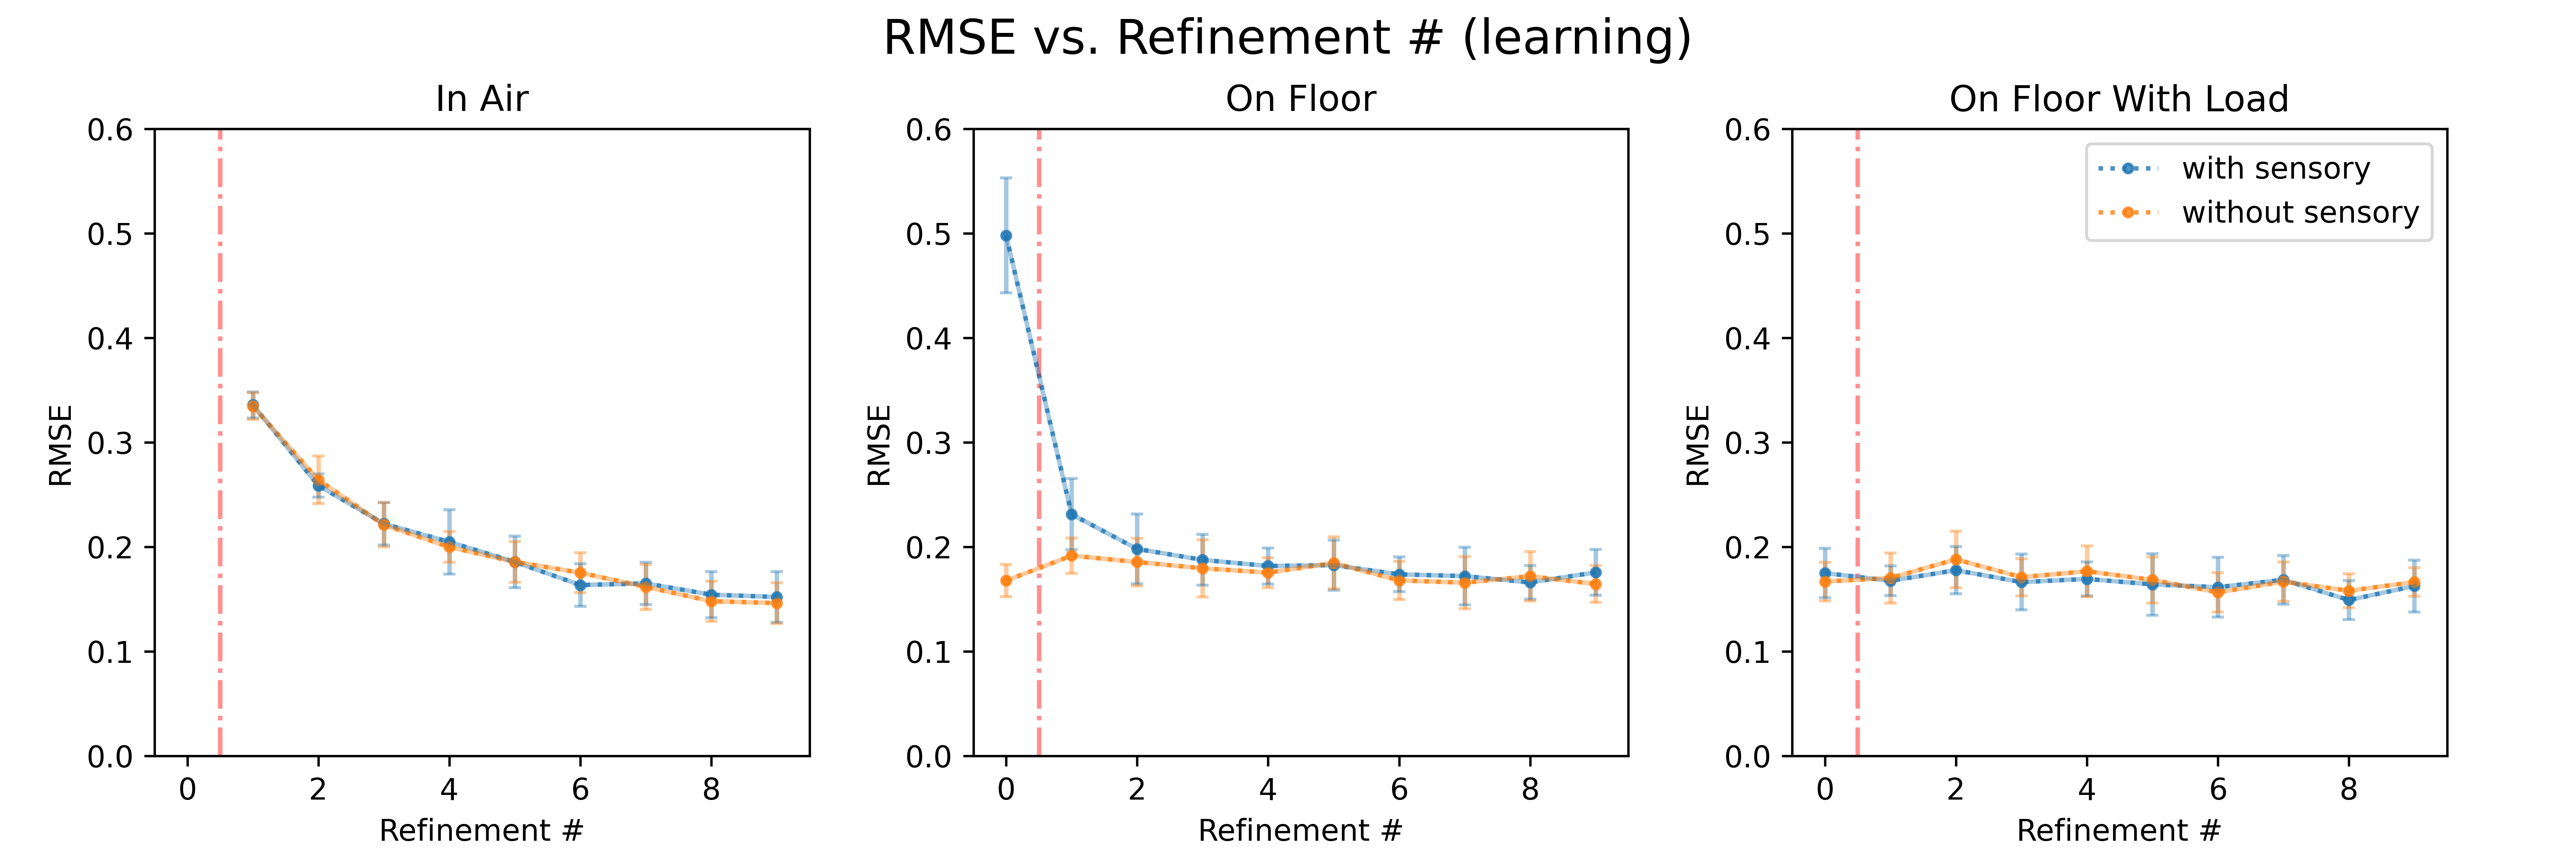 RMSE vs. Refinement # (learning)
In Air
0.6
0.5
0.4
0.3
0.2
0.1
0.0
RMSE
0 2 4 6 8
Refinement #
On Floor
0.6
0.5
0.4
0.3
0.2
0.1
0.0
RMSE
0 2 4 6 8
Refinement #
On Floor With Load
0.6
0.5
0.4
0.3
0.2
0.1
0.0
RMSE
with sensory
without sensory
0 2 4 6 8
Refinement #